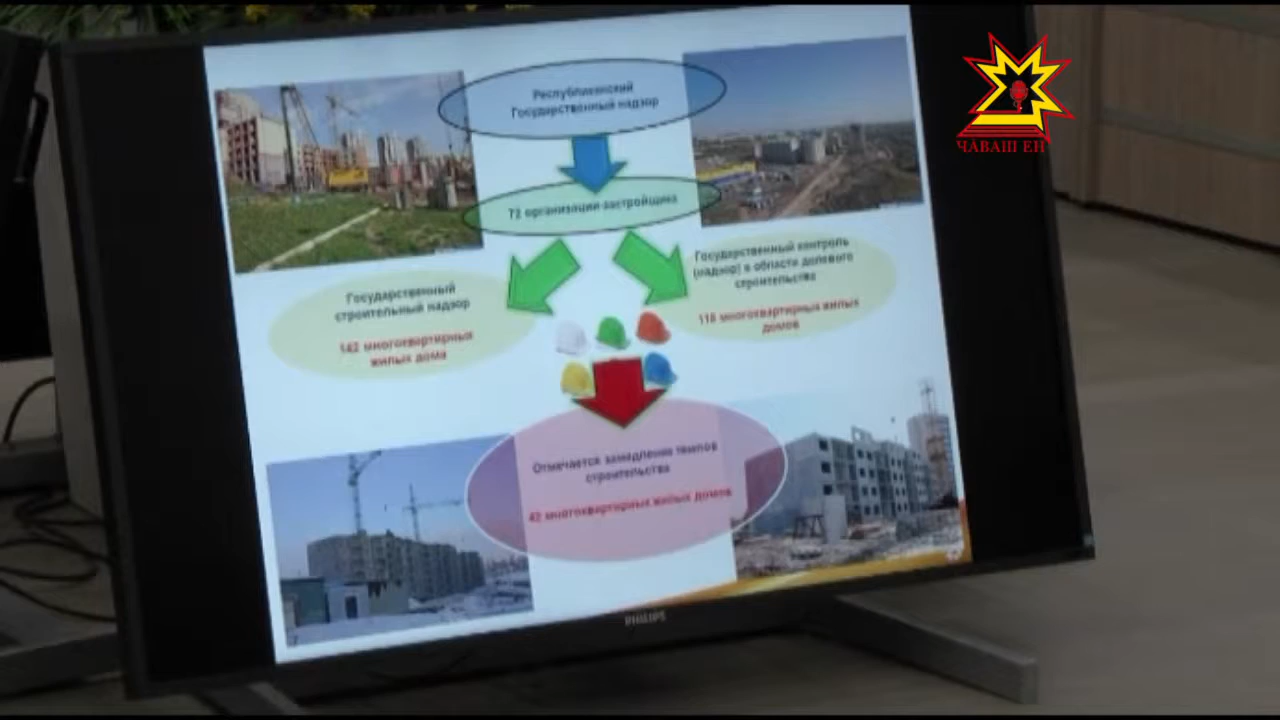 ЧАВАШ ЕН
Республиканский
Государственный надзор
72 организации-застройщика
Государственный
строительный надзор
142 многоквартирных
жилых дома
Государственный контроль
(надзор) в области долевого
строительства
118 многоквартирных жилых
домов
Отмечается замедление темпов
строительства
42 многоквартирных жилых домов
PHILIPS